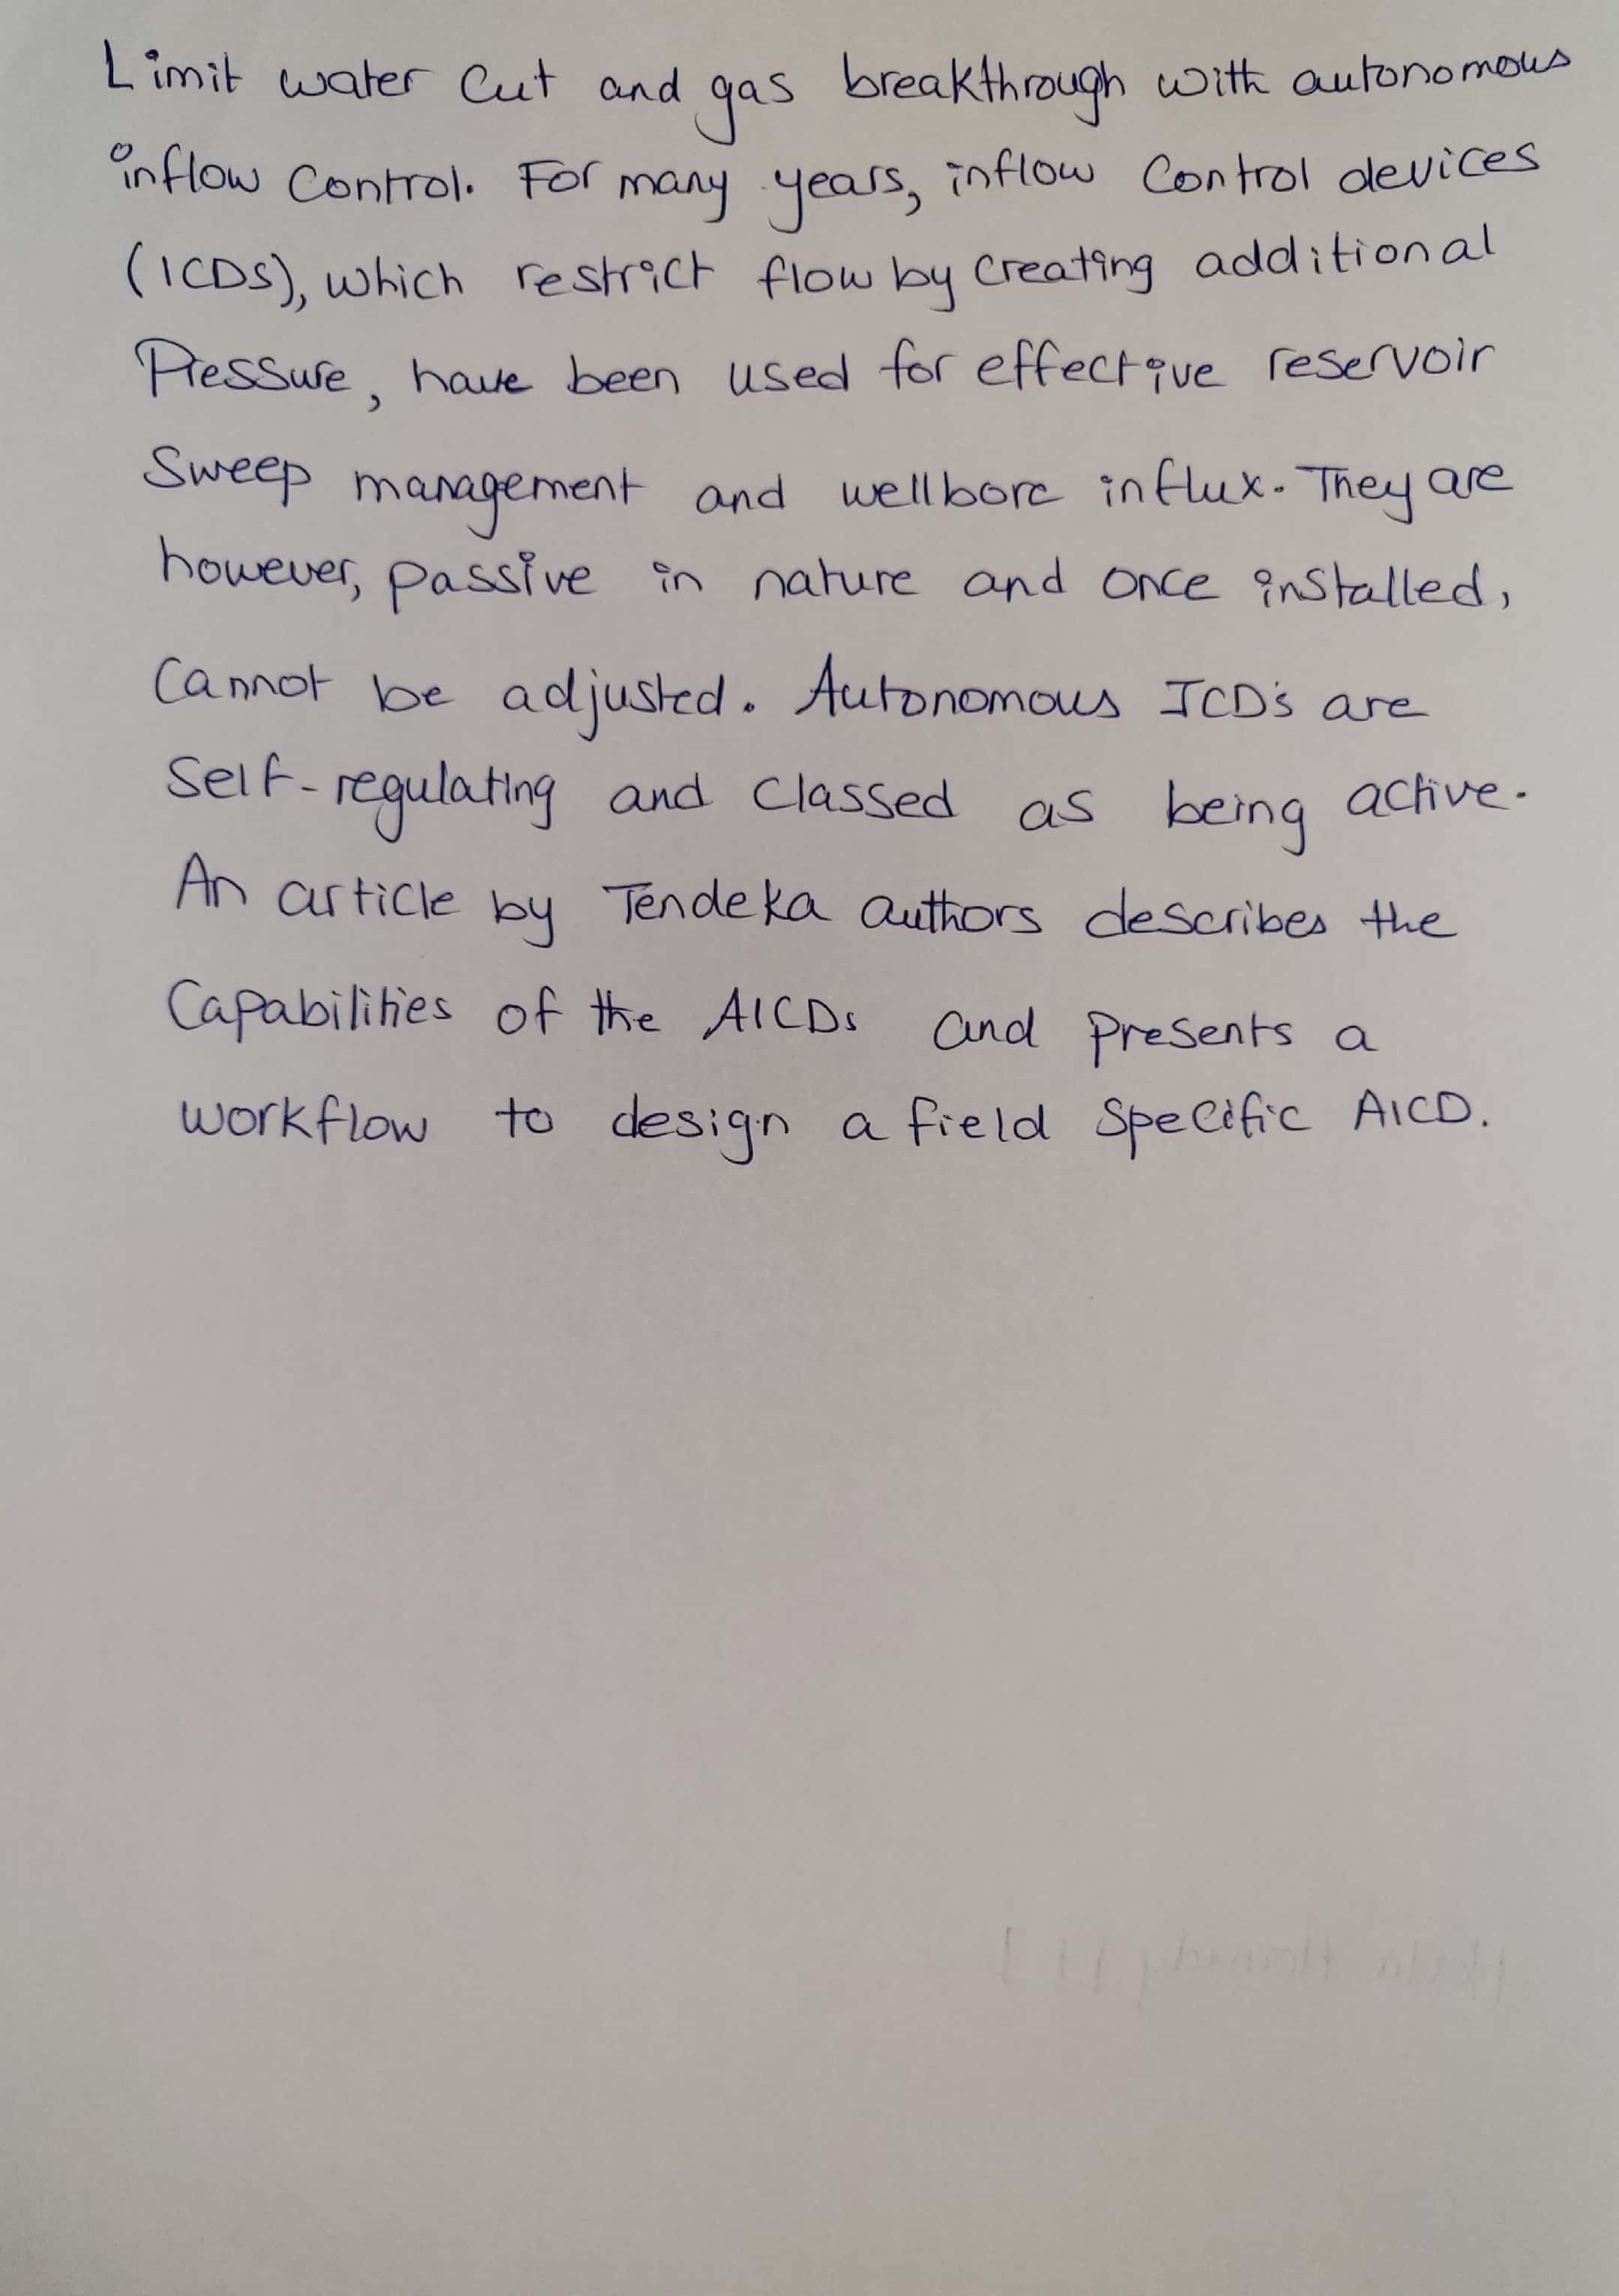 Limit water cut and gas breakthrough with autonomous
inflow control. For many years, inflow control devices
(ICDs), which restrict flow by creating additional
Pressure, have been used for effective reservoir
Sweep management and wellbore influx. They are
however, passive in nature and once installed,
cannot be adjusted. Autonomous ICD's are
Self-regulating and classed as being active.
An article by Tendeka authors describes the
capabilities of the AICDs and presents a
workflow to design a field specific AICD.